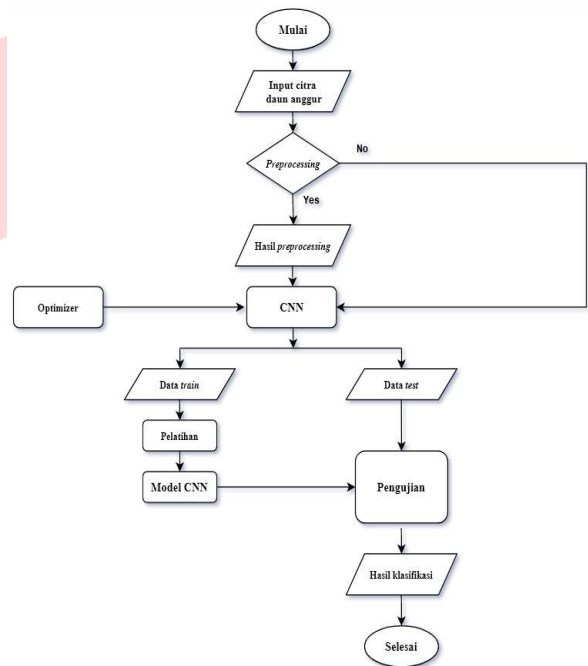 Mulai
Input citra
daun anggur
No
Preprocessing
Yes
Hasil preprocessing
Optimizer
CNN
Data train
Data test
Pelatihan
Model CNN
Pengujian
Hasil klasifikasi
Selesai